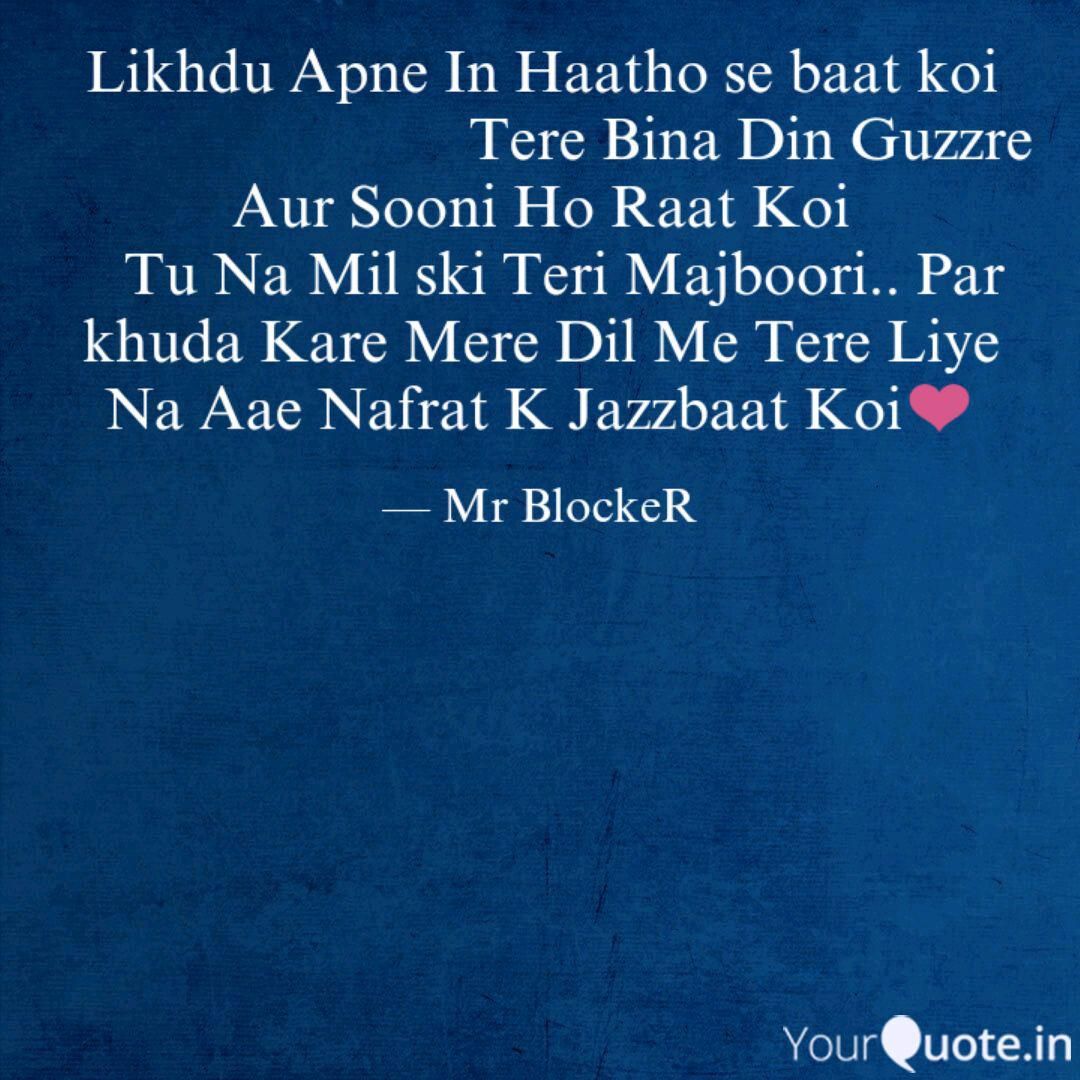 Likhdu Apne In Haatho se baat koi
Tere Bina Din Guzzre
Aur Sooni Ho Raat Koi
Tu Na Mil ski Teri Majboori.. Par
khuda Kare Mere Dil Me Tere Liye
Na Aae Nafrat K Jazzbaat Koi❤
— Mr BlockeR
YourQuote.in